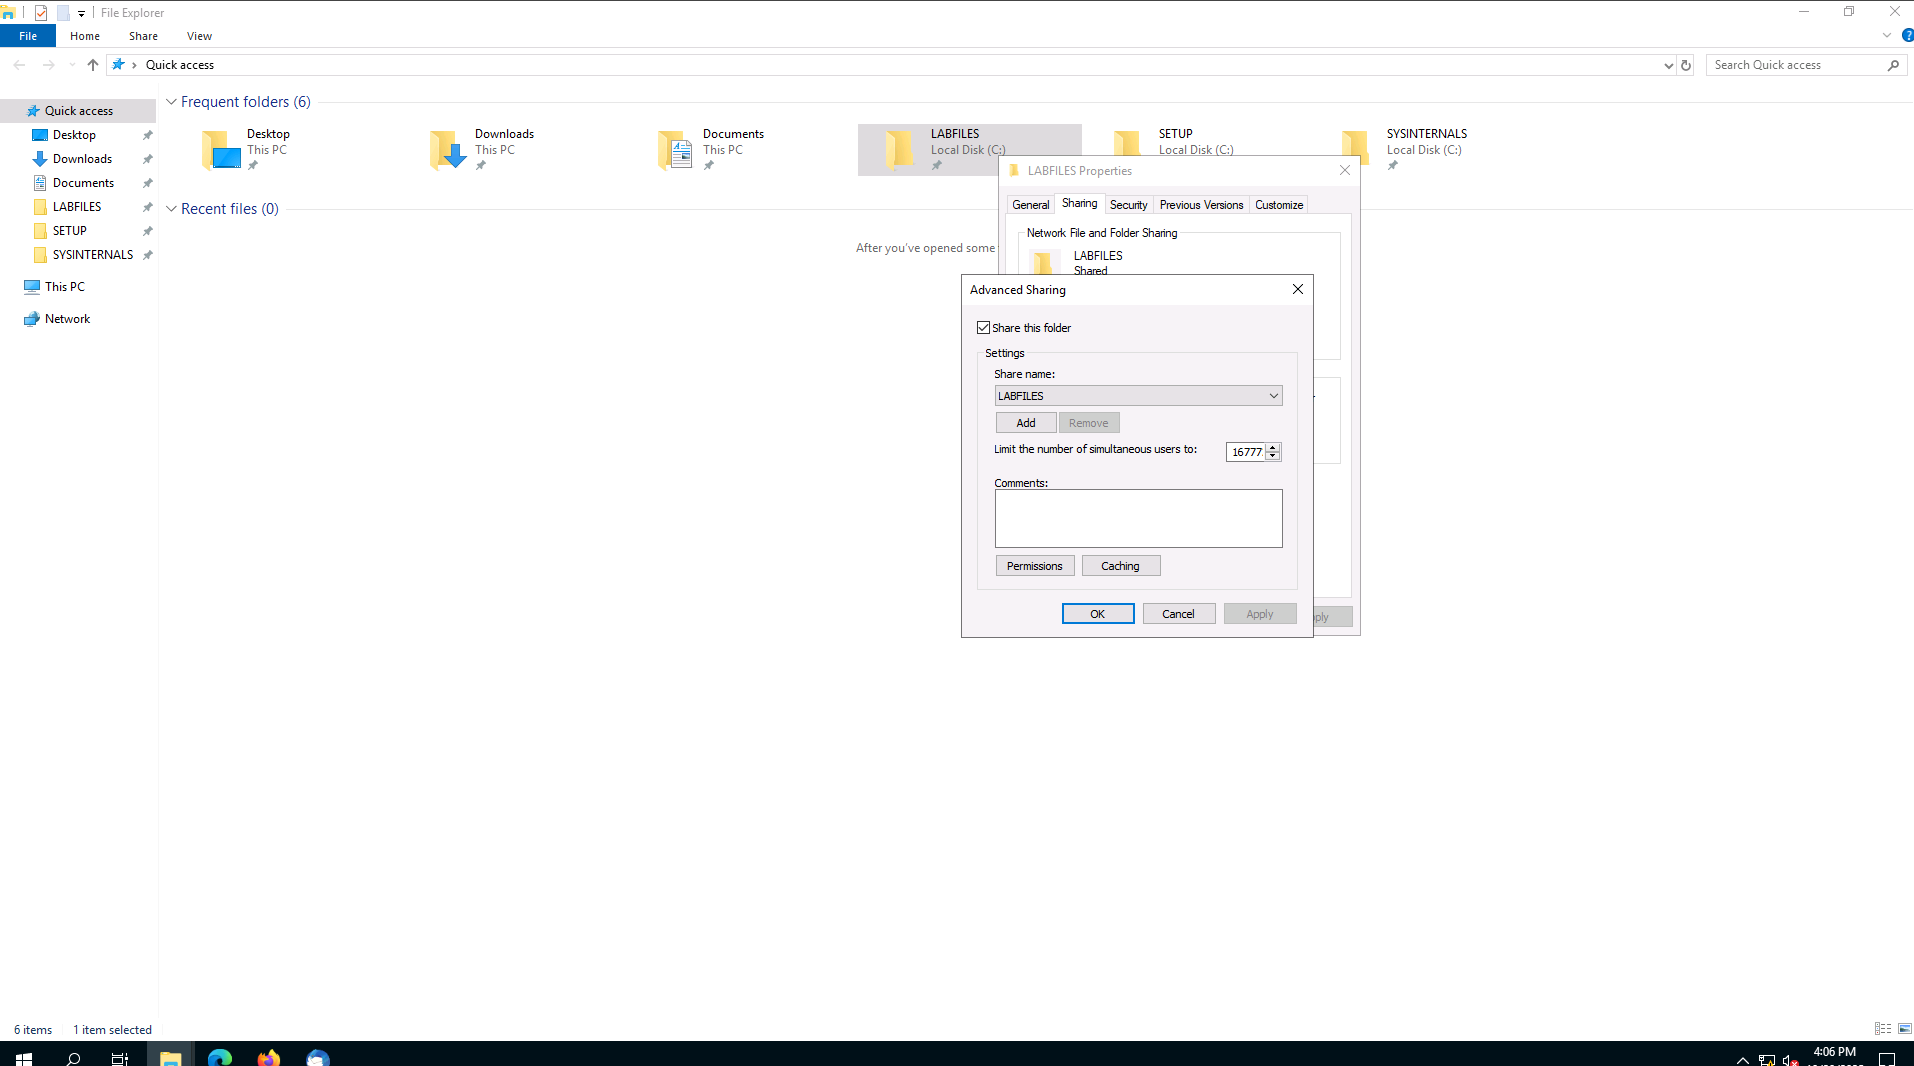 File Explorer
File Home Share View
Quick access
Search Quick access
Quick access
Desktop
Downloads
Documents
LABFILES
SETUP
SYSINTERNALS
This PC
Network
Frequent folders (6)
Desktop
This PC
Downloads
This PC
Documents
This PC
LABFILES
Local Disk (C:)
SETUP
Local Disk (C:)
SYSINTERNALS
Local Disk (C:)
Recent files (0)
After you've opened some
LABFILES Properties
General Sharing Security Previous Versions Customize
Network File and Folder Sharing
LABFILES
Shared
Advanced Sharing
Share this folder
Settings
Share name:
LABFILES
Add Remove
Limit the number of simultaneous users to: 16777
Comments:
Permissions Caching
OK Cancel Apply
ply
6 items 1 item selected
4:06 PM